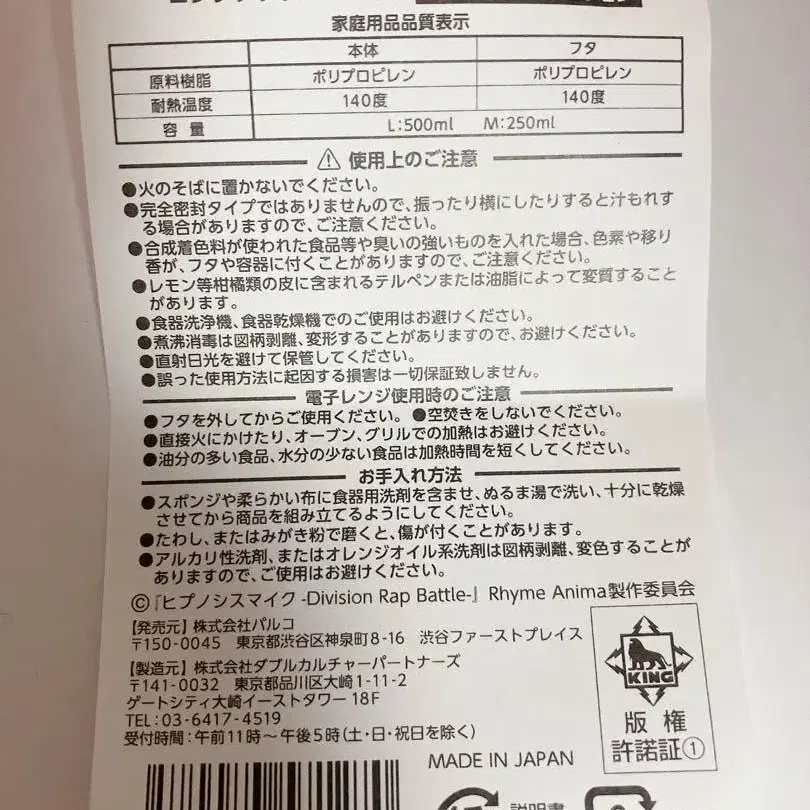 家庭用品品質表示
本体 フタ
原料樹脂 ポリプロピレン ポリプロピレン
耐熱温度 140度 140度
容量 L:500ml M:250ml
⚠ 使用上のご注意
●火のそばに置かないでください。
●完全密封タイプではありませんので、振ったり横にしたりすると汁もれす
る場合がありますので、ご注意ください。
●合成着色料が使われた食品等や臭いの強いものを入れた場合、色素や移り
香が、フタや容器に付くことがありますので、ご注意ください。
●レモン等柑橘類の皮に含まれるテルペンまたは油脂によって変質すること
があります。
●食器洗浄機、食器乾燥機でのご使用はお避けください。
●煮沸消毒は図柄剥離、変形することがありますので、お避けください。
●直射日光を避けて保管してください。
●誤った使用方法に起因する損害は一切保証致しません。
電子レンジ使用時のご注意
●フタを外してからご使用ください。 ●空焚きをしないでください。
●直接火にかけたり、オーブン、グリルでの加熱はお避けください。
●油分の多い食品、水分の少ない食品は加熱時間を短くしてください。
お手入れ方法
●スポンジや柔らかい布に食器用洗剤を含ませ、ぬるま湯で洗い、十分に乾燥
させてから商品を組み立てるようにしてください。
●たわし、またはみがき粉で磨くと、傷が付くことがあります。
●アルカリ性洗剤、またはオレンジオイル系洗剤は図柄剥離、変色することが
ありますので、ご使用はお避けください。
©『ヒプノシスマイク-Division Rap Battle-』Rhyme Anima製作委員会
【発売元】株式会社パルコ
〒150-0045 東京都渋谷区神泉町8-16 渋谷ファーストプレイス
【製造元】株式会社ダブルカルチャーパートナーズ
〒141-0032 東京都品川区大崎1-11-2
ゲートシティ大崎イーストタワー18F
TEL:03-6417-4519
受付時間:午前11時～午後5時(土・日・祝日を除く)
KING
版権
許諾証①
MADE IN JAPAN
説明書